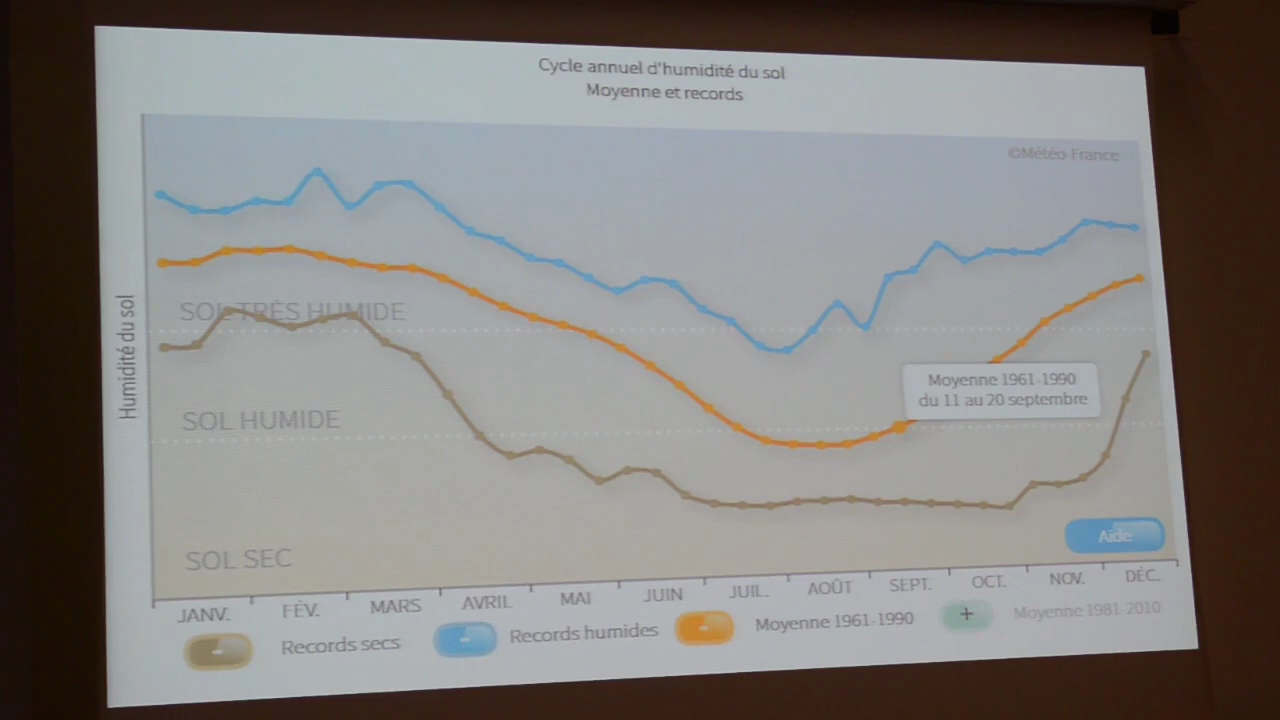 Cycle annuel d'humidité du sol
Moyenne et records
©Météo-France
Humidité du sol
SOL TRÈS HUMIDE
SOL HUMIDE
SOL SEC
Moyenne 1961-1990
du 11 au 20 septembre
Aide
JANV. FÉV. MARS AVRIL MAI JUIN JUIL. AOÛT SEPT. OCT. NOV. DÉC.
- Records secs - Records humides - Moyenne 1961-1990 + Moyenne 1981-2010